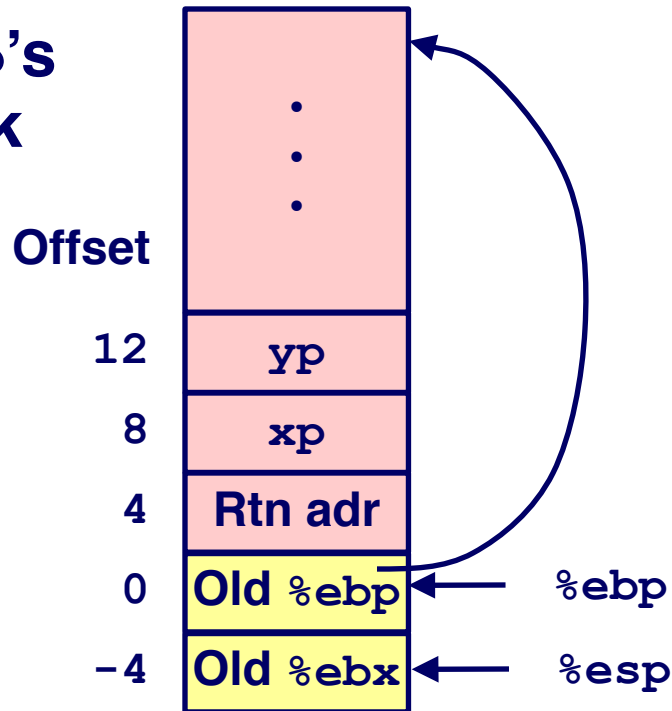 ’s
k
Offset
12 yp
8 xp
4 Rtn adr
0 Old %ebp %ebp
-4 Old %ebx %esp